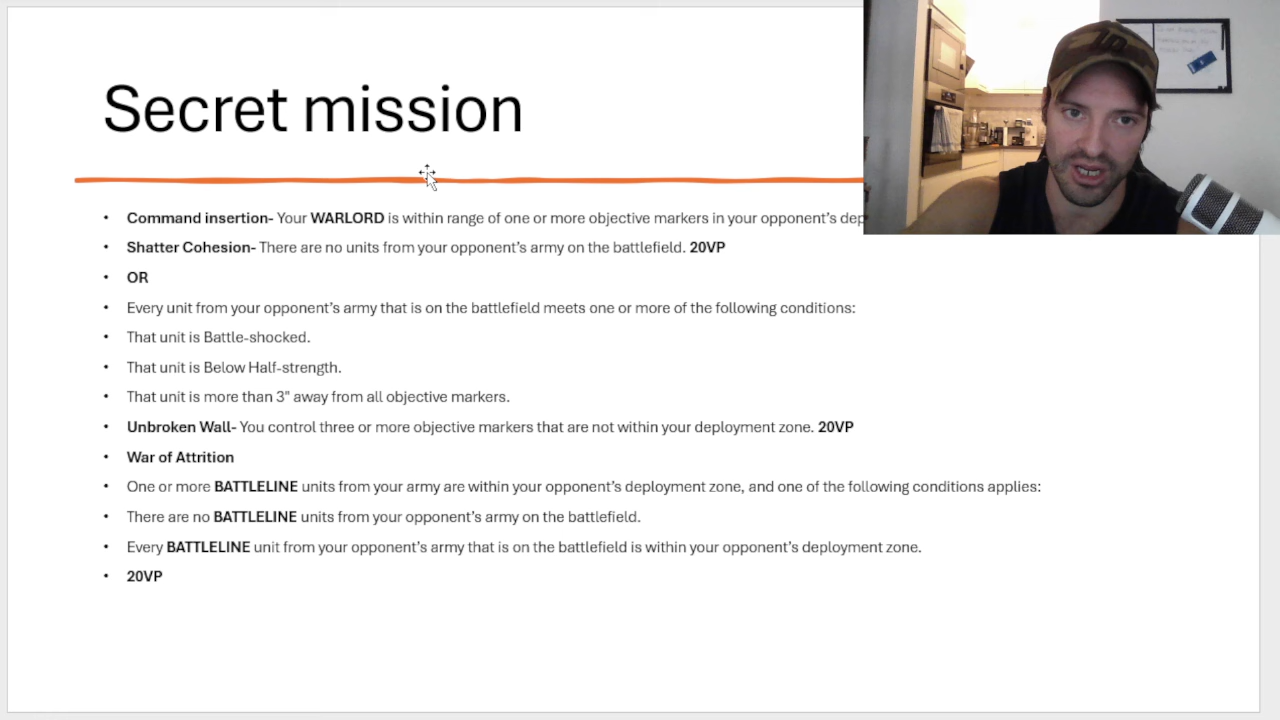 Secret mission
• Command insertion- Your WARLORD is within range of one or more objective markers in your opponent's
• Shatter Cohesion- There are no units from your opponent's army on the battlefield. 20VP
• OR
• Every unit from your opponent's army that is on the battlefield meets one or more of the following conditions:
• That unit is Battle-shocked.
• That unit is Below Half-strength.
• That unit is more than 3" away from all objective markers.
• Unbroken Wall- You control three or more objective markers that are not within your deployment zone. 20VP
• War of Attrition
• One or more BATTLELINE units from your army are within your opponent's deployment zone, and one of the following conditions applies:
• There are no BATTLELINE units from your opponent's army on the battlefield.
• Every BATTLELINE unit from your opponent's army that is on the battlefield is within your opponent's deployment zone.
• 20VP